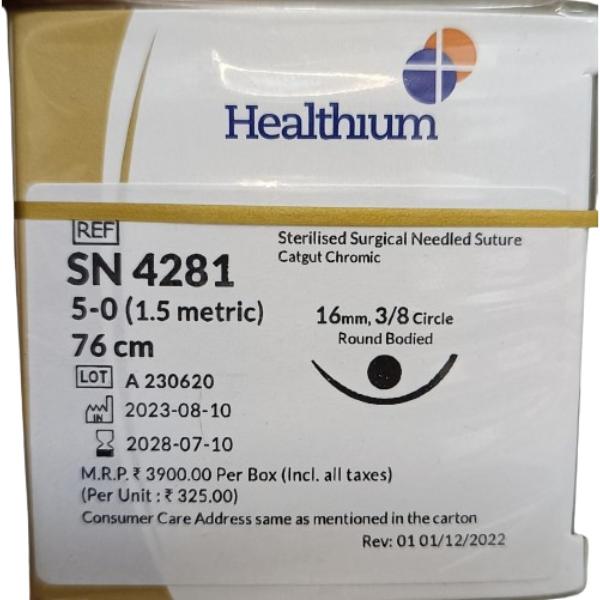 Healthium
REF
SN 4281
Sterilised Surgical Needled Suture
Catgut Chromic
5-0 (1.5 metric)
76 cm
16mm, 3/8 Circle
Round Bodied
LOT A 230620
IN 2023-08-10
2028-07-10
M.R.P. ₹ 3900.00 Per Box (Incl. all taxes)
(Per Unit : ₹ 325.00)
Consumer Care Address same as mentioned in the carton
Rev: 01 01/12/2022